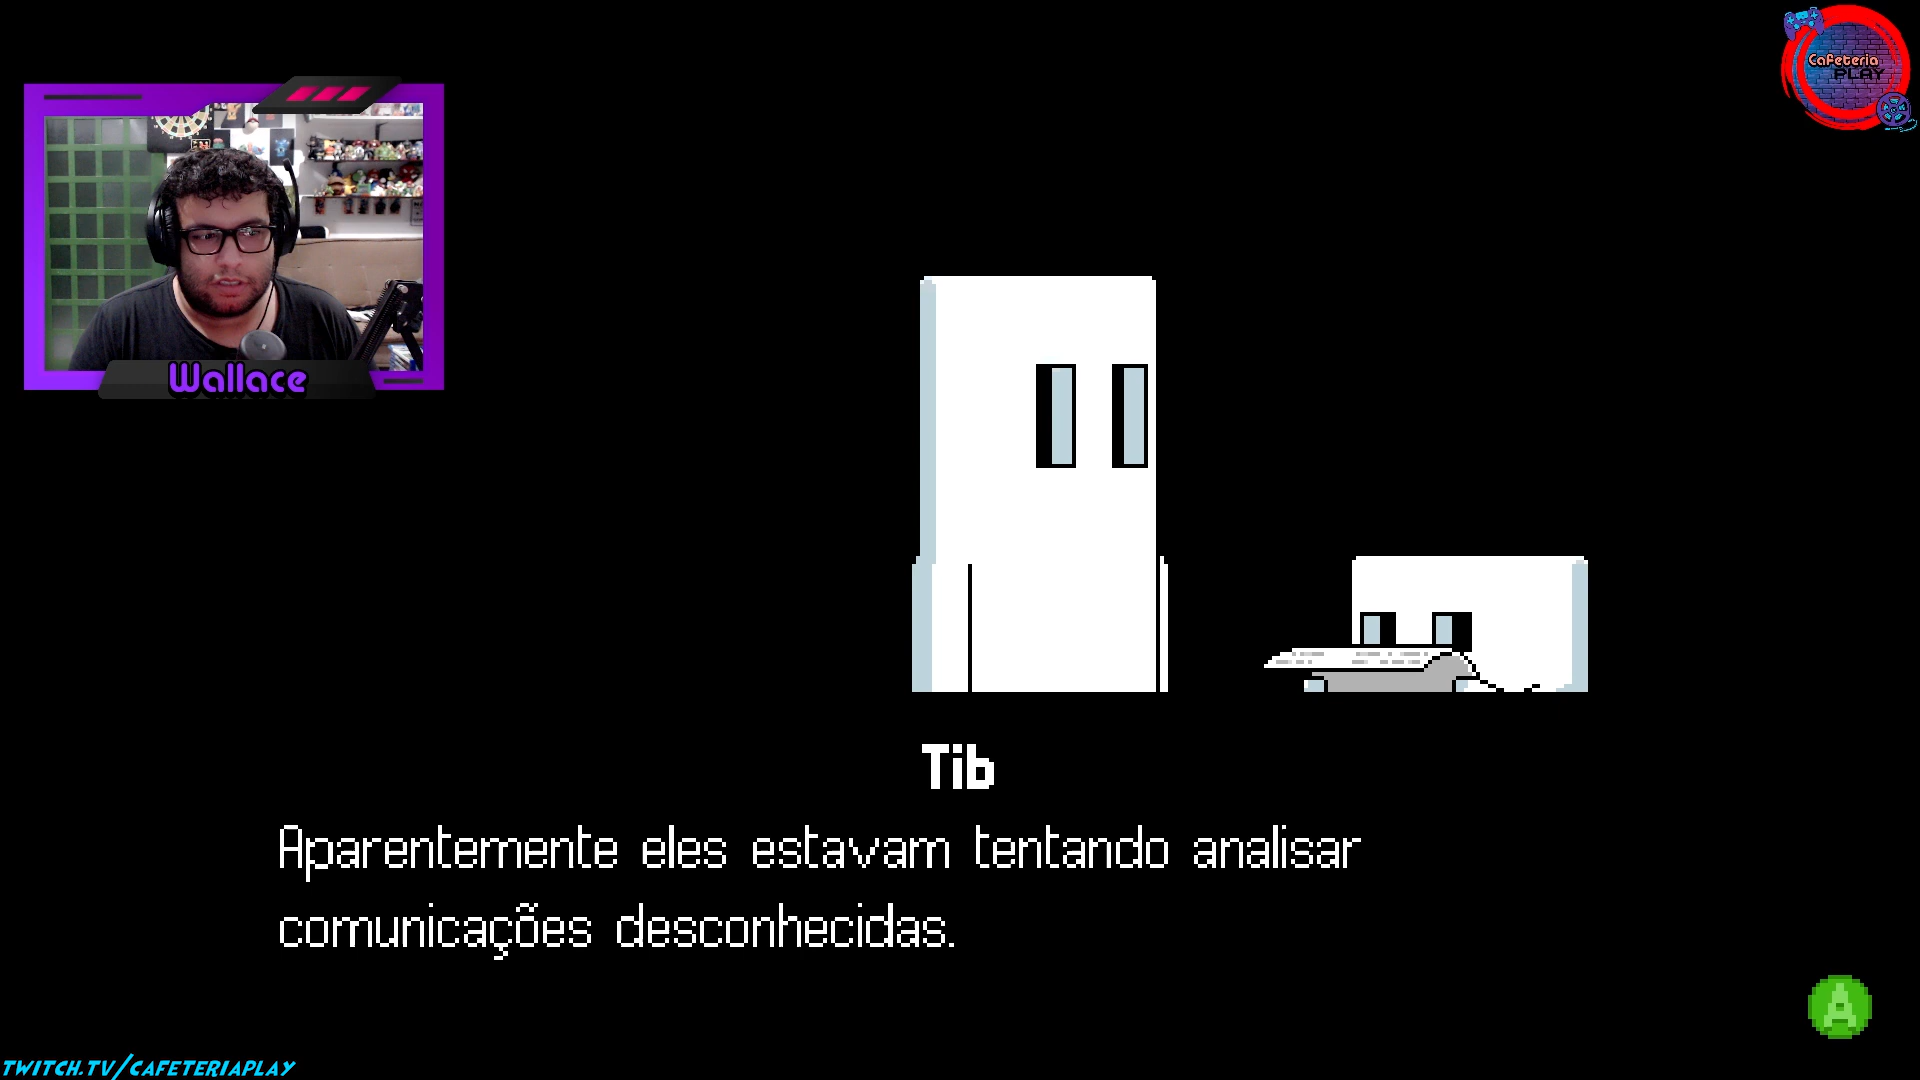 Cafeteria
PLAY
Wallace
Tib
Aparentemente eles estavam tentando analisar
comunicações desconhecidas.
A
TWITCH.TV/CAFETERIAPLAY